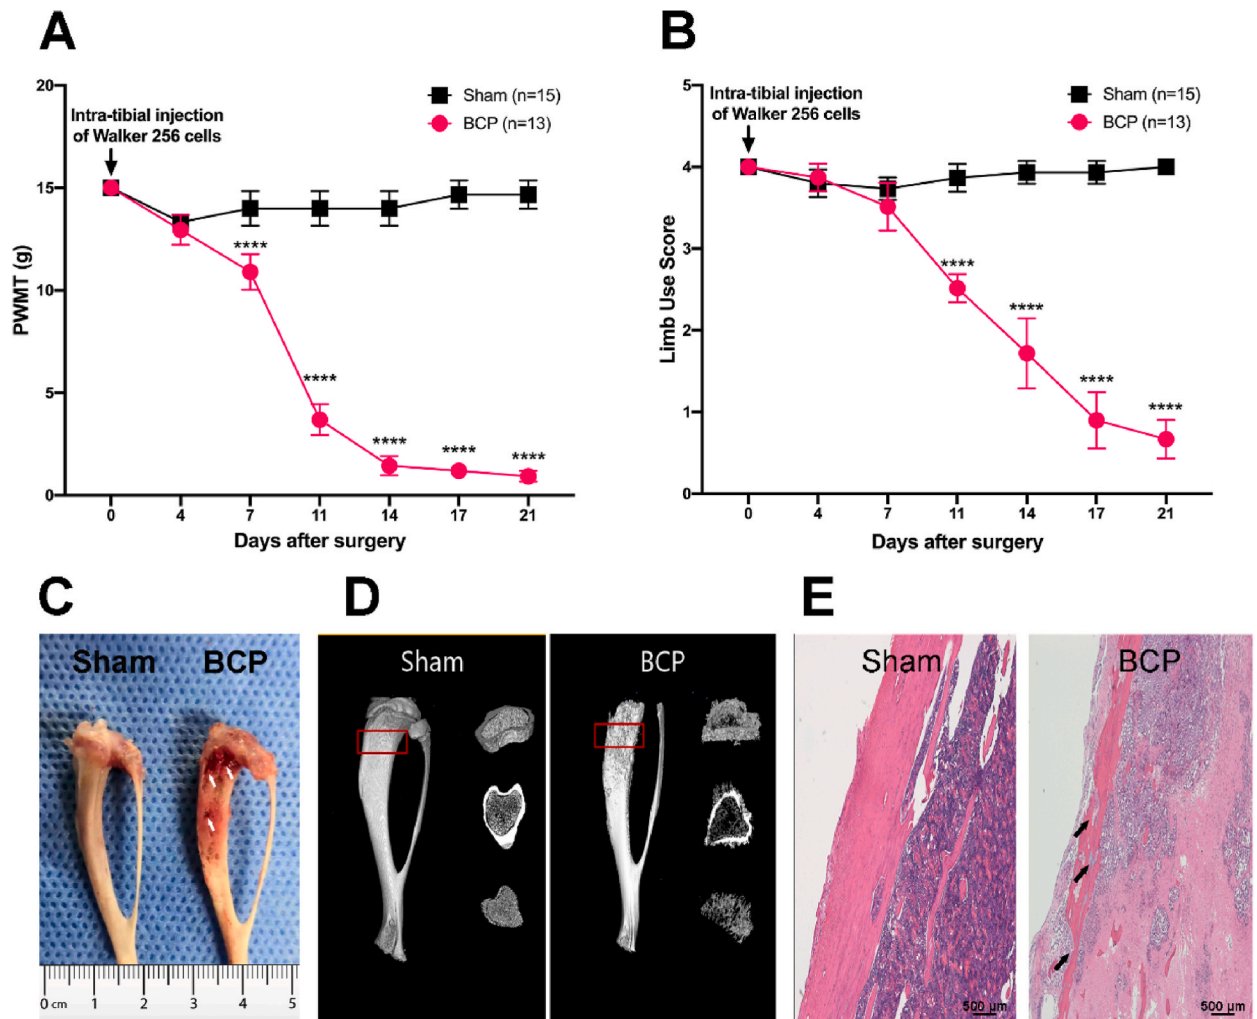 A
20
15
10
5
0
PWMT (g)
Intra-tibial injection
of Walker 256 cells
Sham (n=15)
BCP (n=13)
****
****
****
****
****
0 4 7 11 14 17 21
Days after surgery
B
5
4
3
2
1
0
Limb Use Score
Intra-tibial injection
of Walker 256 cells
Sham (n=15)
BCP (n=13)
****
****
****
****
0 4 7 11 14 17 21
Days after surgery
C
Sham BCP
0 cm 1 2 3 4 5
D
Sham
BCP
E
Sham
500 µm
BCP
500 µm